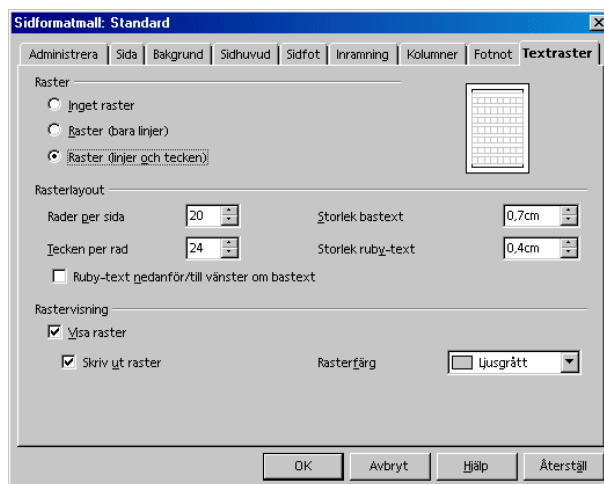 Sidformatmall: Standard
Administrera Sida Bakgrund Sidhuvud Sidfot Inramning Kolumner Fotnot Textraster
Raster
Inget raster
Raster (bara linjer)
Raster (linjer och tecken)
Rasterlayout
Rader per sida 20 Storlek bastext 0,7cm
Tecken per rad 24 Storlek ruby-text 0,4cm
Ruby-text nedanför/till vänster om bastext
Rastervisning
Visa raster
Skriv ut raster Rasterfärg Ljusgrått
OK Avbryt Hjälp Återställ